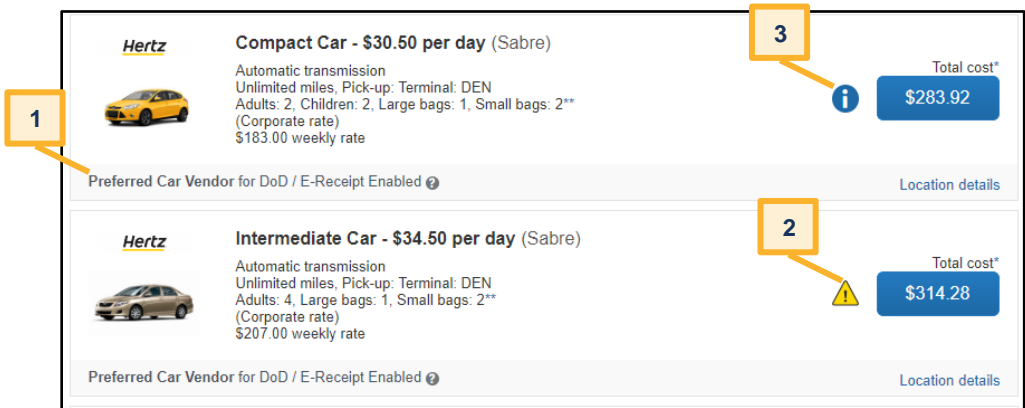 3
Hertz
Compact Car - $30.50 per day (Sabre)
Automatic transmission
Unlimited miles, Pick-up: Terminal: DEN
Adults: 2, Children: 2, Large bags: 1, Small bags: 2**
(Corporate rate)
$183.00 weekly rate
Total cost*
i
$283.92
1
Preferred Car Vendor for DoD / E-Receipt Enabled ?
Location details
2
Hertz
Intermediate Car - $34.50 per day (Sabre)
Automatic transmission
Unlimited miles, Pick-up: Terminal: DEN
Adults: 4, Large bags: 1, Small bags: 2**
(Corporate rate)
$207.00 weekly rate
Total cost*
!
$314.28
Preferred Car Vendor for DoD / E-Receipt Enabled ?
Location details